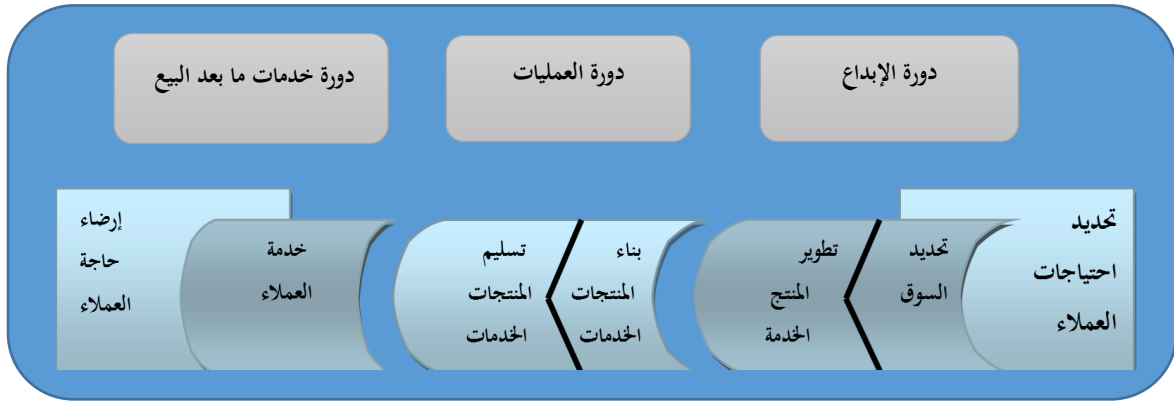 دورة الإبداع
دورة العمليات
دورة خدمات ما بعد البيع
تحديد
احتياجات
العملاء
تحديد
السوق
تطوير
المنتج
الخدمة
بناء
المنتجات
الخدمات
تسليم
المنتجات
الخدمات
خدمة
العملاء
إرضاء
حاجة
العملاء